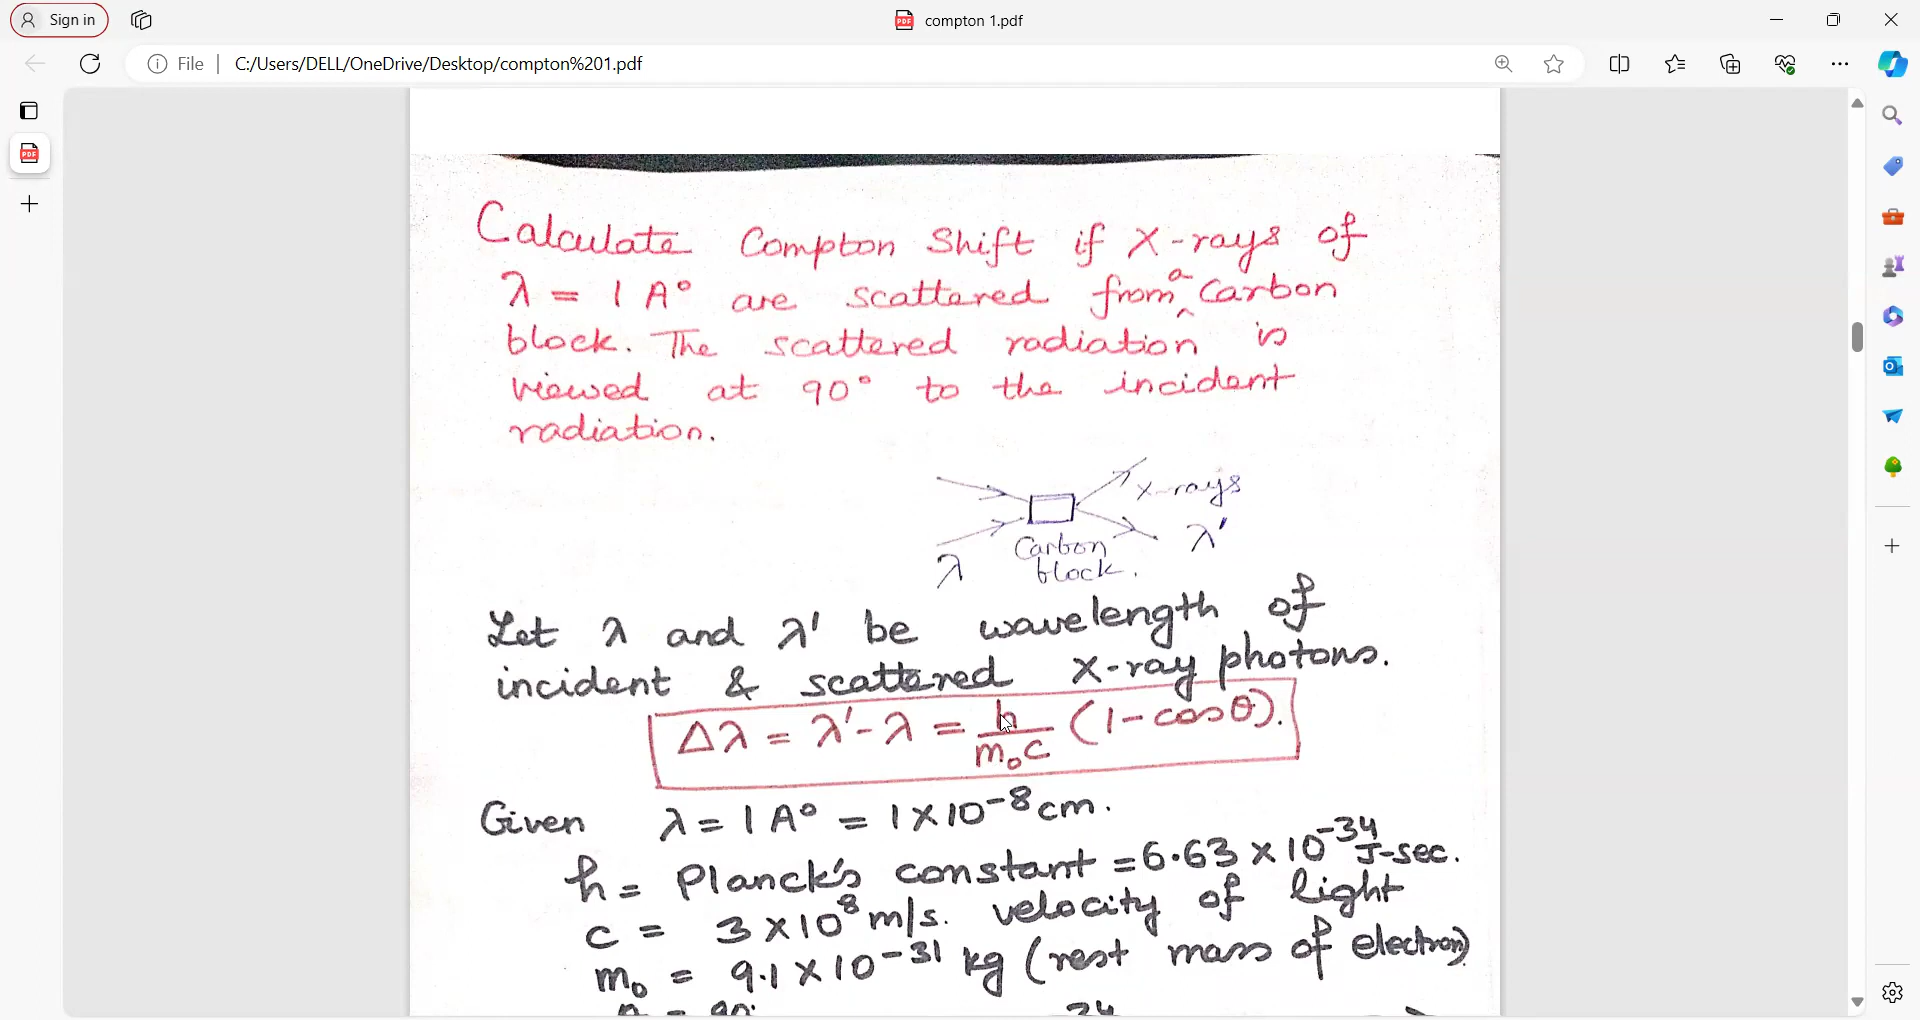 Sign in
compton 1.pdf
File
C:/Users/DELL/OneDrive/Desktop/compton%201.pdf
Calculate Compton Shift if X-rays of
λ = 1 A° are scattered from a Carbon
block. The scattered radiation is
viewed at 90° to the incident
radiation.
X-rays
λ'
Carbon
block.
λ
Let λ and λ' be wavelength of
incident & scattered X-ray photons.
Δλ = λ'-λ = h/m₀c (1-cosθ).
Given λ = 1 A° = 1×10⁻⁸cm.
h = Planck's constant = 6.63 × 10⁻³⁴ J-sec.
c = 3×10⁸ m/s. velocity of light
m₀ = 9.1×10⁻³¹ kg (rest mass of electron)